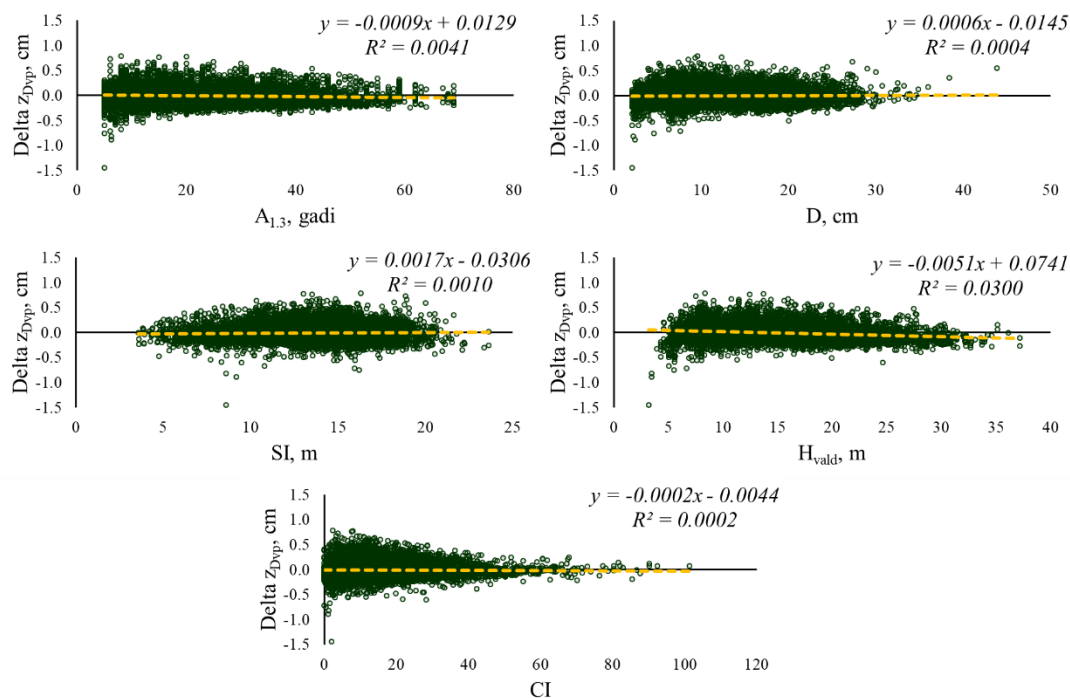 y = -0.0009x + 0.0129
R² = 0.0041
Delta z_Dvp, cm
1.5
1.0
0.5
0.0
-0.5
-1.0
-1.5
0 20 40 60 80
A_1.3, gadi
y = 0.0006x - 0.0145
R² = 0.0004
Delta z_Dvp, cm
1.5
1.0
0.5
0.0
-0.5
-1.0
-1.5
0 10 20 30 40 50
D, cm
y = 0.0017x - 0.0306
R² = 0.0010
Delta z_Dvp, cm
1.5
1.0
0.5
0.0
-0.5
-1.0
-1.5
0 5 10 15 20 25
SI, m
y = -0.0051x + 0.0741
R² = 0.0300
Delta z_Dvp, cm
1.5
1.0
0.5
0.0
-0.5
-1.0
-1.5
0 5 10 15 20 25 30 35 40
H_vald, m
y = -0.0002x - 0.0044
R² = 0.0002
Delta z_Dvp, cm
1.5
1.0
0.5
0.0
-0.5
-1.0
-1.5
0 20 40 60 80 100 120
CI